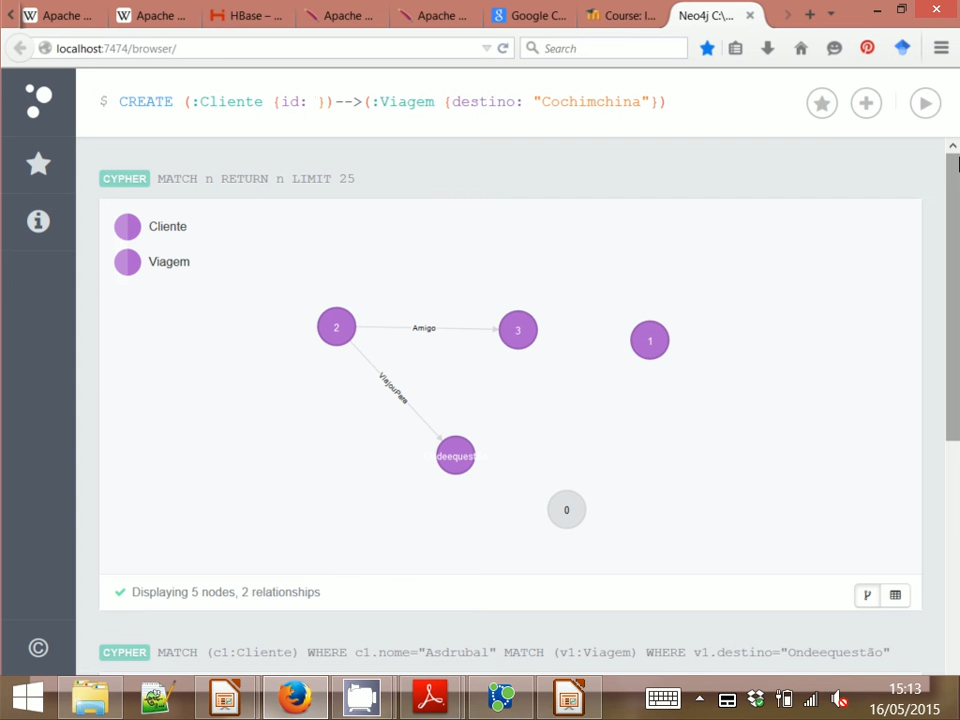 Apache ...
Apache ...
HBase – ...
Apache ...
Apache ...
Google C...
Course: I...
Neo4j C:\...
localhost:7474/browser/
Search
$ CREATE (:Cliente {id: })-->(:Viagem {destino: "Cochimchina"})
CYPHER MATCH n RETURN n LIMIT 25
Cliente
Viagem
2
Amigo
3
1
ViajouPara
0
Displaying 5 nodes, 2 relationships
CYPHER MATCH (c1:Cliente) WHERE c1.nome="Asdrubal" MATCH (v1:Viagem) WHERE v1.destino="Ondeequestão"
15:13
16/05/2015